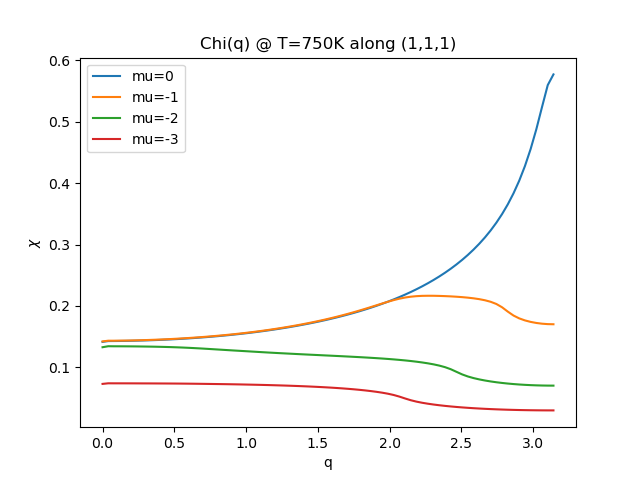 Chi(q) @ T=750K along (1,1,1)
mu=0
mu=-1
mu=-2
mu=-3
0.6
0.5
0.4
0.3
0.2
0.1
χ
0.0 0.5 1.0 1.5 2.0 2.5 3.0
q